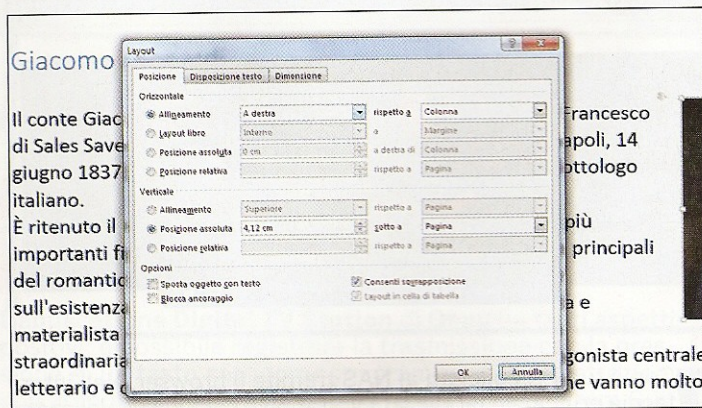 Layout
Posizione Disposizione testo Dimensione
Orizzontale
Allineamento A destra rispetto a Colonna
Layout libro Interno a Margine
Posizione assoluta 0 cm a destra di Colonna
Posizione relativa rispetto a Pagina
Verticale
Allineamento Superiore rispetto a Pagina
Posizione assoluta 4,12 cm sotto a Pagina
Posizione relativa rispetto a Pagina
Opzioni
Sposta oggetto con testo Consenti sovrapposizione
Blocca ancoraggio Layout in cella di tabella
OK Annulla
Giacomo
Il conte Giac Francesco
di Sales Save apoli, 14
giugno 1837 ottologo
italiano.
È ritenuto il più
importanti fi principali
del romantic
sull'esistenza a e
materialista
straordinaria gonista centrale
letterario e ne vanno molto